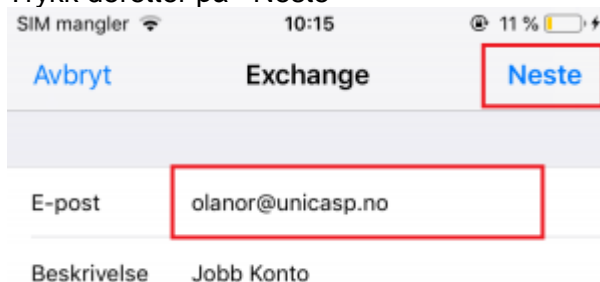 SIM mangler 10:15 11 %
Avbryt Exchange Neste
E-post olanor@unicasp.no
Beskrivelse Jobb Konto